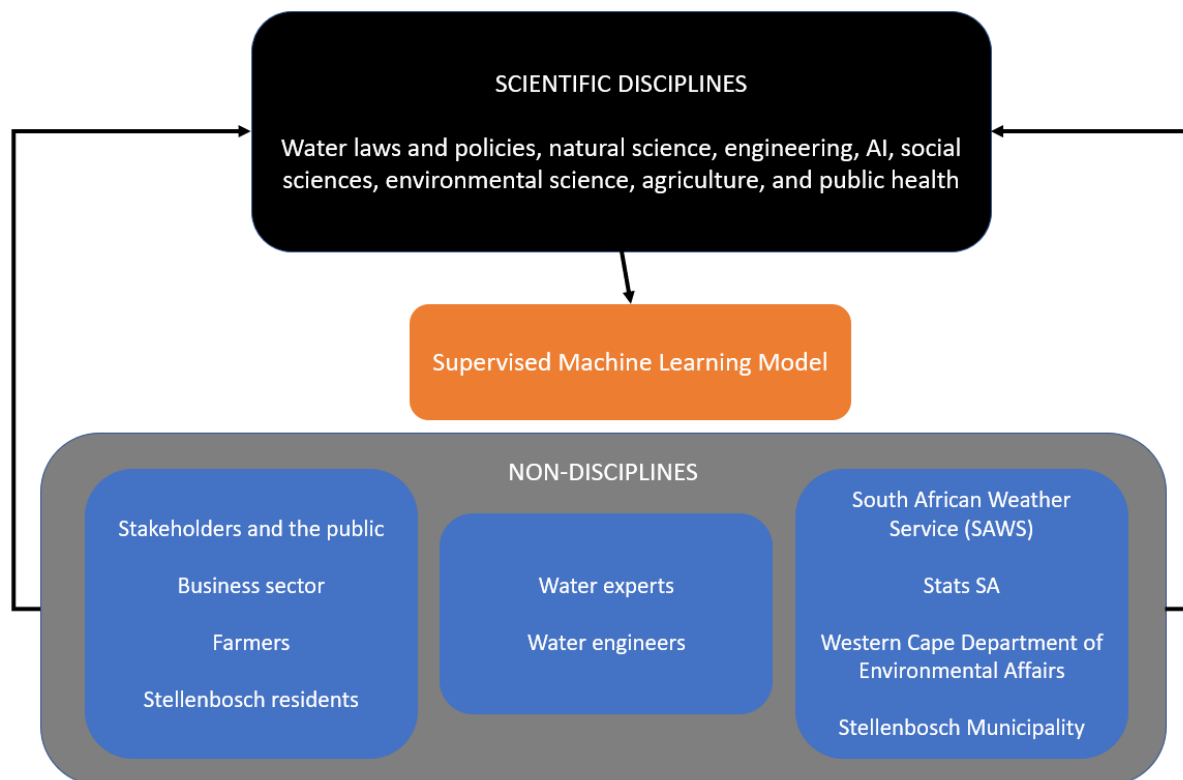 SCIENTIFIC DISCIPLINES
Water laws and policies, natural science, engineering, AI, social
sciences, environmental science, agriculture, and public health
Supervised Machine Learning Model
NON-DISCIPLINES
Stakeholders and the public
Business sector
Farmers
Stellenbosch residents
Water experts
Water engineers
South African Weather
Service (SAWS)
Stats SA
Western Cape Department of
Environmental Affairs
Stellenbosch Municipality